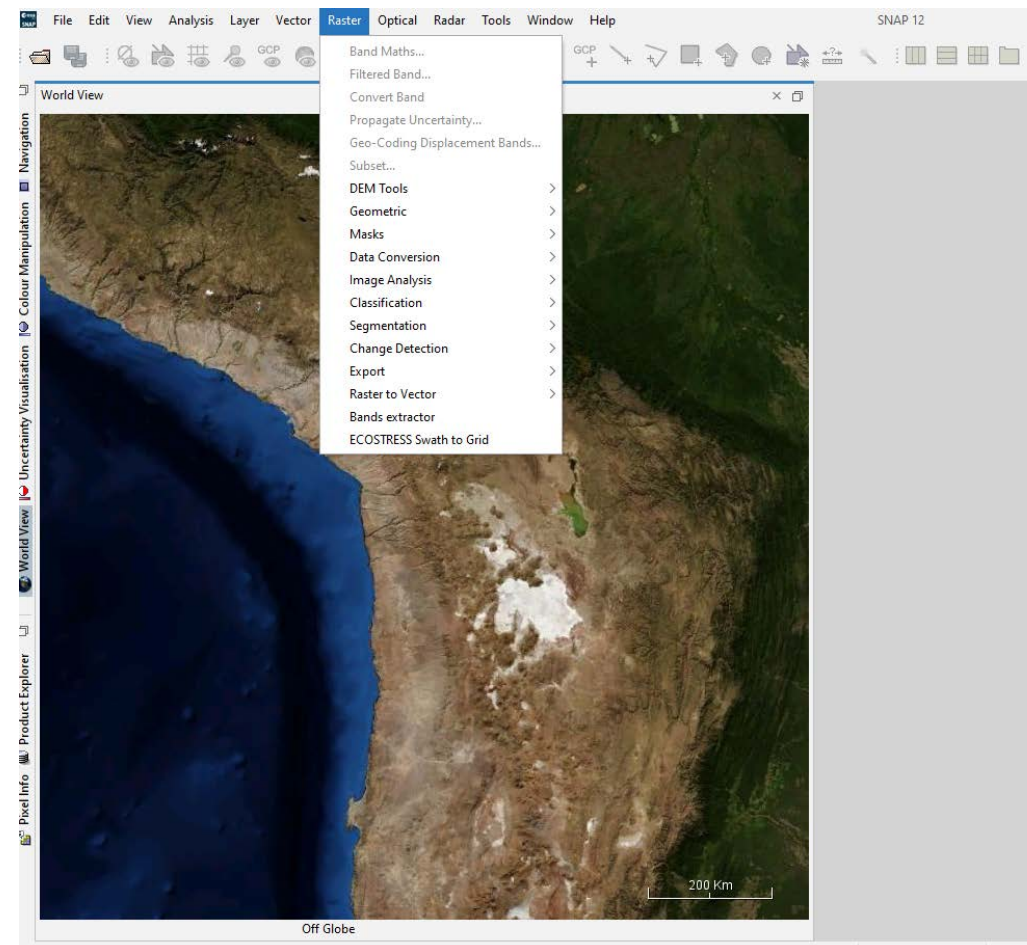 File Edit View Analysis Layer Vector Raster Optical Radar Tools Window Help SNAP 12
SNAP
GCP
GCP
World View
Band Maths...
Filtered Band...
Convert Band
Propagate Uncertainty...
Geo-Coding Displacement Bands...
Subset...
DEM Tools
Geometric
Masks
Data Conversion
Image Analysis
Classification
Segmentation
Change Detection
Export
Raster to Vector
Bands extractor
ECOSTRESS Swath to Grid
Navigation
Colour Manipulation
Uncertainty Visualisation
World View
Product Explorer
Pixel Info
200 Km
Off Globe